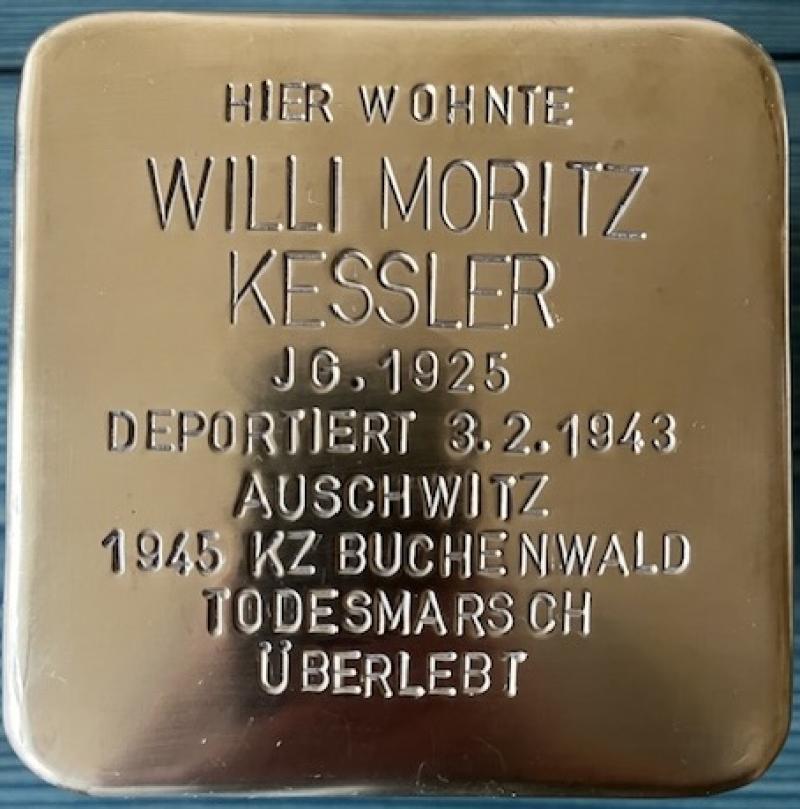 HIER WOHNTE
WILLI MORITZ
KESSLER
JG.1925
DEPORTIERT 3.2.1943
AUSCHWITZ
1945 KZ BUCHENWALD
TODESMARSCH
ÜBERLEBT